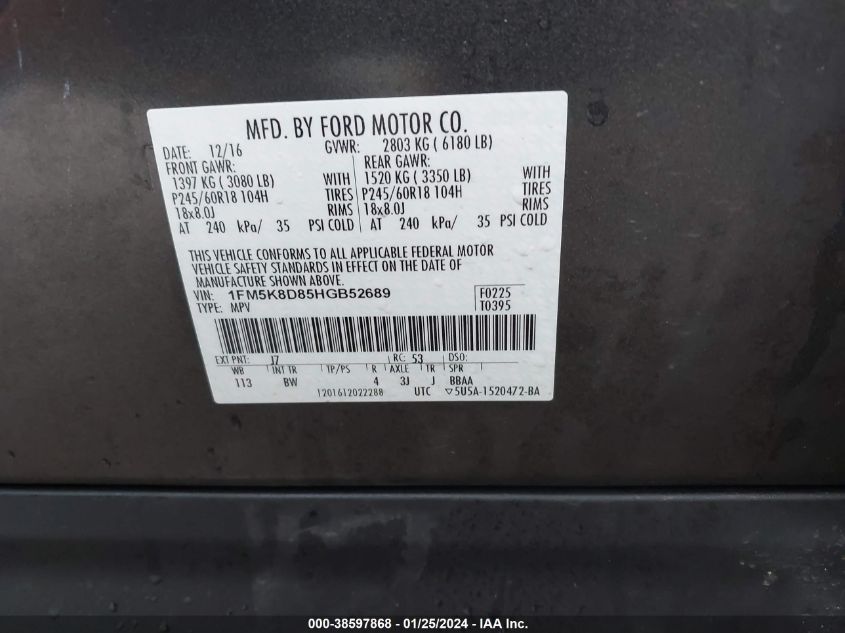 MFD. BY FORD MOTOR CO.
DATE: 12/16 GVWR: 2803 KG ( 6180 LB)
FRONT GAWR: REAR GAWR:
1397 KG ( 3080 LB) WITH 1520 KG ( 3350 LB) WITH
P245/60R18 104H TIRES P245/60R18 104H TIRES
18x8.0J RIMS 18x8.0J RIMS
AT 240 kPa/ 35 PSI COLD AT 240 kPa/ 35 PSI COLD
THIS VEHICLE CONFORMS TO ALL APPLICABLE FEDERAL MOTOR
VEHICLE SAFETY STANDARDS IN EFFECT ON THE DATE OF
MANUFACTURE SHOWN ABOVE.
VIN: 1FM5K8D85HGB52689 F0225
TYPE: MPV T0395
EXT PNT: J7 RC: 53 DSO:
WB INT TR TP/PS R AXLE TR SPR
113 BW 4 3J J BBAA
1201612022288 UTC ▽5U5A-1520472-BA
000-38597868 - 01/25/2024 - IAA Inc.